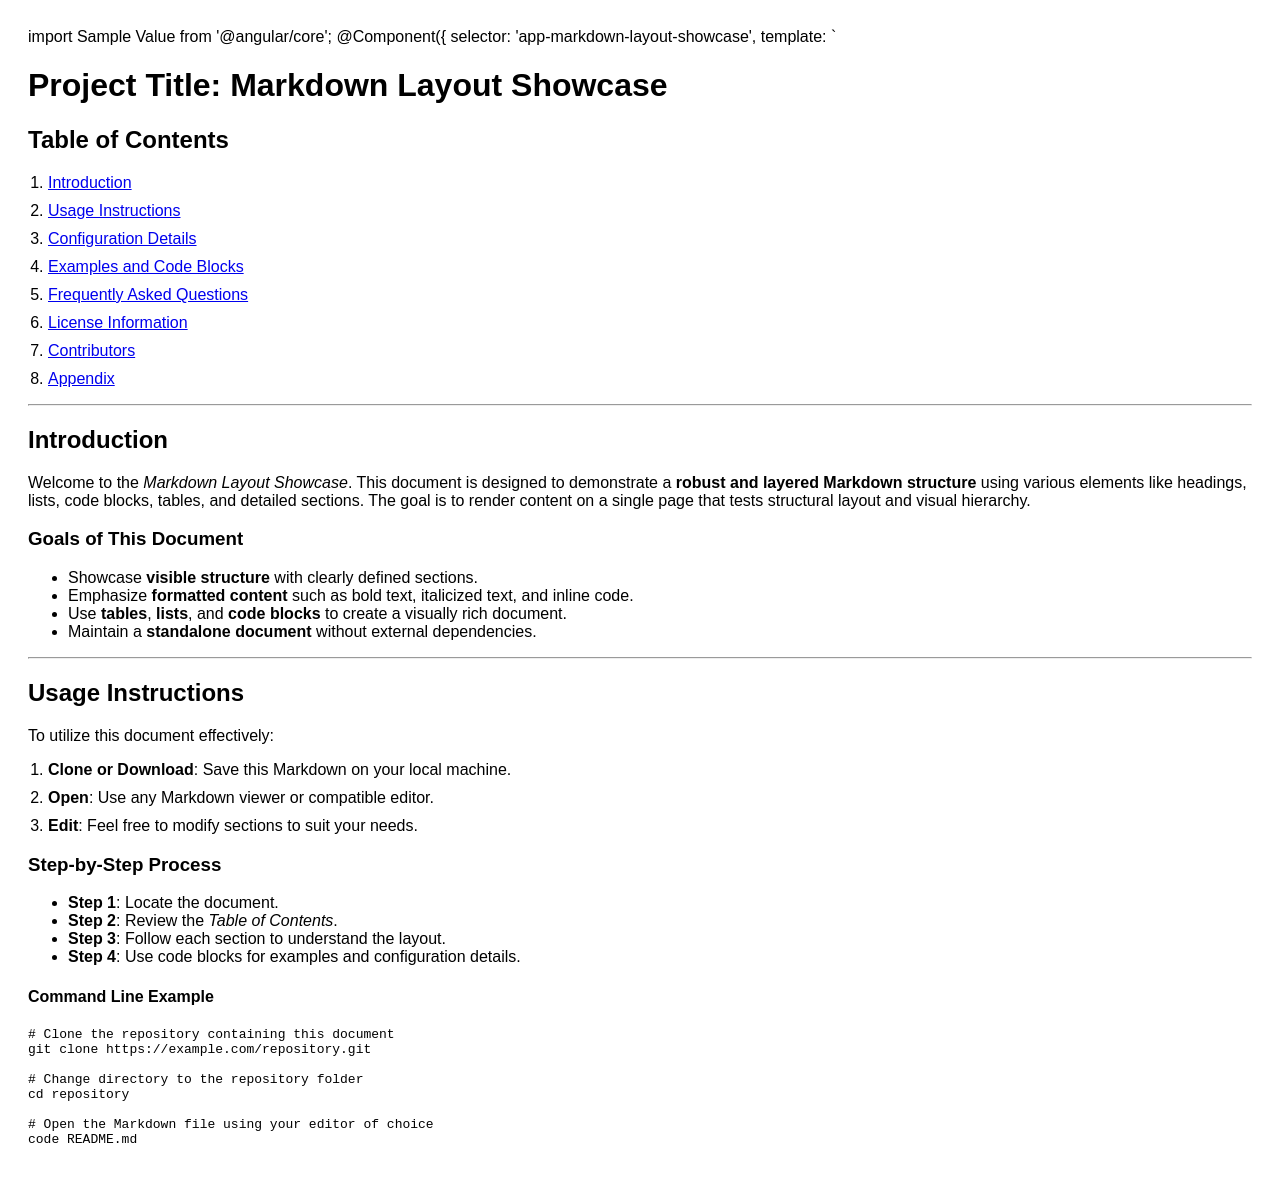 import Sample Value from '@angular/core'; @Component({ selector: 'app-markdown-layout-showcase', template: `
Project Title: Markdown Layout Showcase
Table of Contents
1. Introduction
2. Usage Instructions
3. Configuration Details
4. Examples and Code Blocks
5. Frequently Asked Questions
6. License Information
7. Contributors
8. Appendix
Introduction
Welcome to the Markdown Layout Showcase. This document is designed to demonstrate a robust and layered Markdown structure using various elements like headings,
lists, code blocks, tables, and detailed sections. The goal is to render content on a single page that tests structural layout and visual hierarchy.
Goals of This Document
• Showcase visible structure with clearly defined sections.
• Emphasize formatted content such as bold text, italicized text, and inline code.
• Use tables, lists, and code blocks to create a visually rich document.
• Maintain a standalone document without external dependencies.
Usage Instructions
To utilize this document effectively:
1. Clone or Download: Save this Markdown on your local machine.
2. Open: Use any Markdown viewer or compatible editor.
3. Edit: Feel free to modify sections to suit your needs.
Step-by-Step Process
• Step 1: Locate the document.
• Step 2: Review the Table of Contents.
• Step 3: Follow each section to understand the layout.
• Step 4: Use code blocks for examples and configuration details.
Command Line Example
# Clone the repository containing this document
git clone https://example.com/repository.git
# Change directory to the repository folder
cd repository
# Open the Markdown file using your editor of choice
code README.md